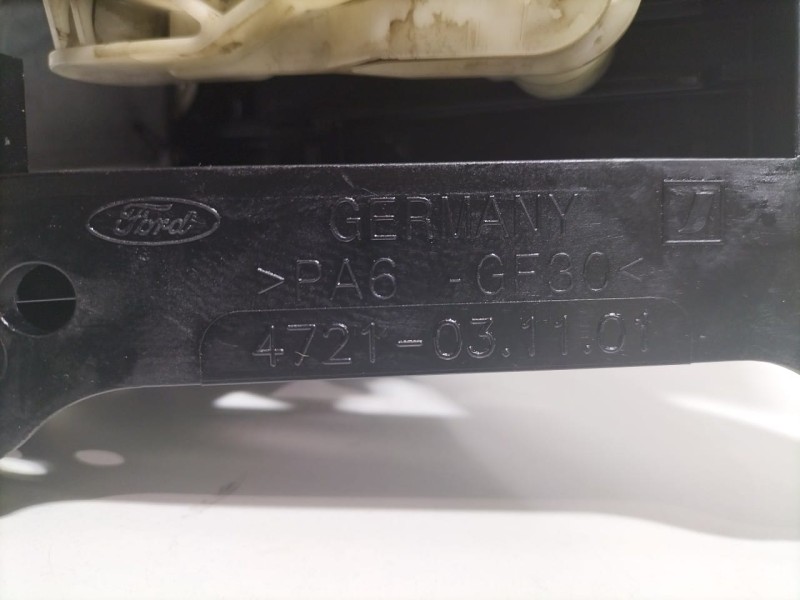 Ford GERMANY
>PA6 -GF30<
4721-03.11.01